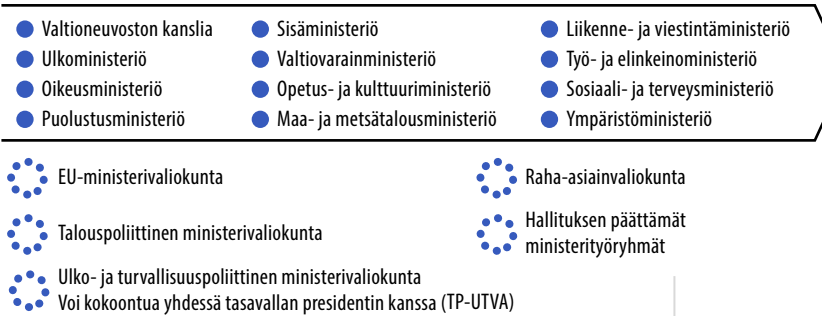 Valtioneuvoston kanslia
Ulkoministeriö
Oikeusministeriö
Puolustusministeriö
Sisäministeriö
Valtiovarainministeriö
Opetus- ja kulttuuriministeriö
Maa- ja metsätalousministeriö
Liikenne- ja viestintäministeriö
Työ- ja elinkeinoministeriö
Sosiaali- ja terveysministeriö
Ympäristöministeriö
EU-ministerivaliokunta
Talouspoliittinen ministerivaliokunta
Ulko- ja turvallisuuspoliittinen ministerivaliokunta
Voi kokoontua yhdessä tasavallan presidentin kanssa (TP-UTVA)
Raha-asiainvaliokunta
Hallituksen päättämät
ministerityöryhmät